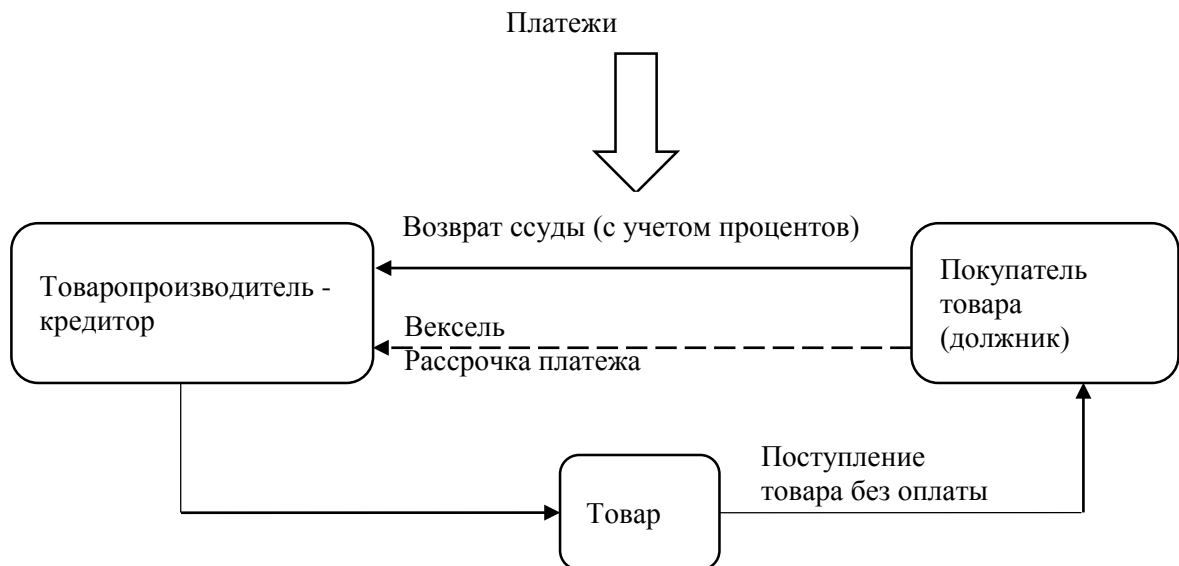 Платежи
Возврат ссуды (с учетом процентов)
Товаропроизводитель -
кредитор
Покупатель
товара
(должник)
Вексель
Рассрочка платежа
Поступление
товара без оплаты
Товар